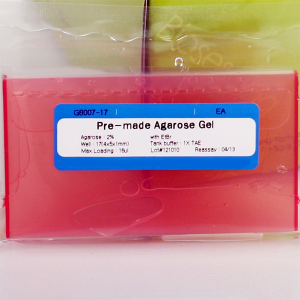 G8007-17 EA
Pre-made Agarose Gel
Agarose : 2% with EtBr
Well : 17(4x5x1mm) Tank buffer : 1X TAE
Max Loading : 16µl Lot#121010 Reassay : 04/13